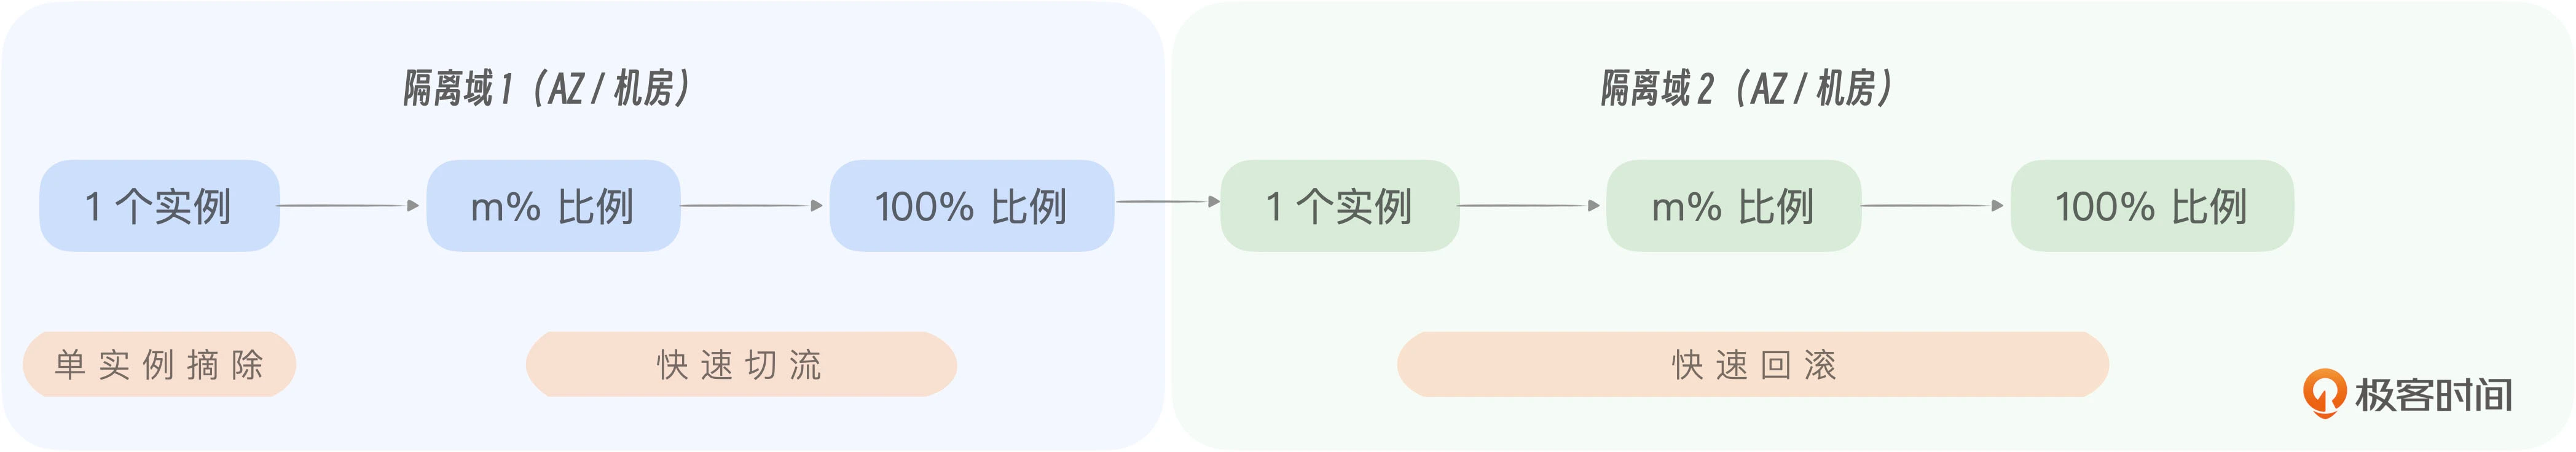 隔离域 1（AZ / 机房）
1 个实例
m% 比例
100% 比例
单实例摘除
快速切流
隔离域 2（AZ / 机房）
1 个实例
m% 比例
100% 比例
快速回滚
极客时间